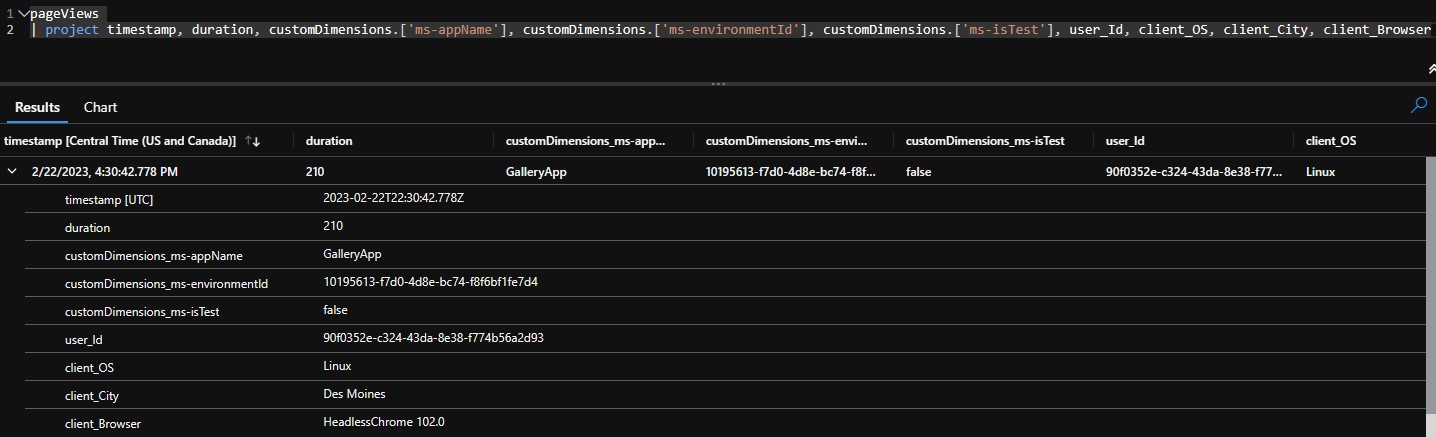 1 pageViews
2 | project timestamp, duration, customDimensions.['ms-appName'], customDimensions.['ms-environmentId'], customDimensions.['ms-isTest'], user_Id, client_OS, client_City, client_Browser
Results Chart
timestamp [Central Time (US and Canada)] duration customDimensions_ms-app... customDimensions_ms-envi... customDimensions_ms-isTest user_Id client_OS
2/22/2023, 4:30:42.778 PM 210 GalleryApp 10195613-f7d0-4d8e-bc74-f8f... false 90f0352e-c324-43da-8e38-f77... Linux
timestamp [UTC] 2023-02-22T22:30:42.778Z
duration 210
customDimensions_ms-appName GalleryApp
customDimensions_ms-environmentId 10195613-f7d0-4d8e-bc74-f8f6bf1fe7d4
customDimensions_ms-isTest false
user_Id 90f0352e-c324-43da-8e38-f774b56a2d93
client_OS Linux
client_City Des Moines
client_Browser HeadlessChrome 102.0